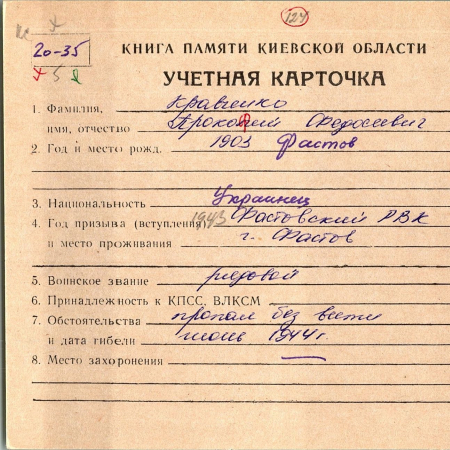 124
20-35
КНИГА ПАМЯТИ КИЕВСКОЙ ОБЛАСТИ
УЧЕТНАЯ КАРТОЧКА
1. Фамилия, Кравченко
имя, отчество Прокопий Федосеевич
2. Год и место рожд. 1903 Фастов
3. Национальность Украинец
4. Год призыва (вступления) 1943 Фастовский РВК
и место проживания г. Фастов
5. Воинское звание рядовой
6. Принадлежность к КПСС, ВЛКСМ
7. Обстоятельства пропал без вести
и дата гибели июнь 1944г.
8. Место захоронения —